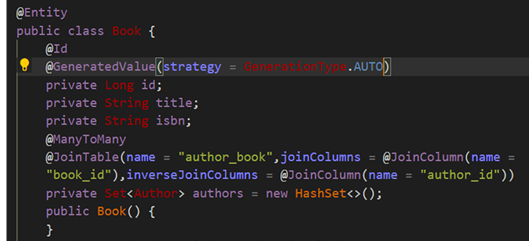 @Entity
public class Book {
@Id
@GeneratedValue(strategy = GenerationType.AUTO)
private Long id;
private String title;
private String isbn;
@ManyToMany
@JoinTable(name = "author_book",joinColumns = @JoinColumn(name =
"book_id"),inverseJoinColumns = @JoinColumn(name = "author_id"))
private Set<Author> authors = new HashSet<>();
public Book() {
}